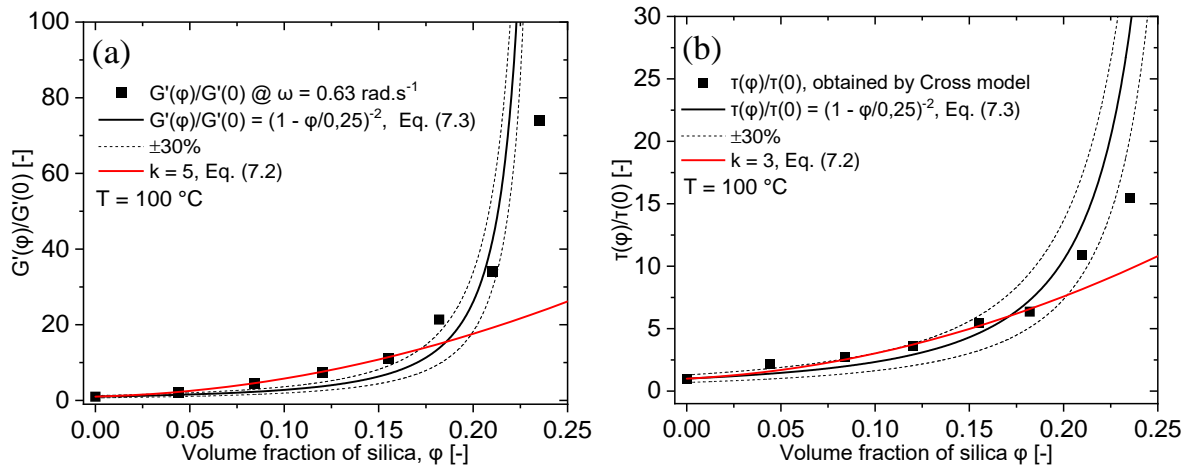 (a)
G'(φ)/G'(0) @ ω = 0.63 rad.s⁻¹
G'(φ)/G'(0) = (1 - φ/0,25)⁻², Eq. (7.3)
±30%
k = 5, Eq. (7.2)
T = 100 °C
G'(φ)/G'(0) [-]
100
80
60
40
20
0
0.00 0.05 0.10 0.15 0.20 0.25
Volume fraction of silica, φ [-]
(b)
τ(φ)/τ(0), obtained by Cross model
τ(φ)/τ(0) = (1 - φ/0,25)⁻², Eq. (7.3)
±30%
k = 3, Eq. (7.2)
T = 100 °C
τ(φ)/τ(0) [-]
30
25
20
15
10
5
0
0.00 0.05 0.10 0.15 0.20 0.25
Volume fraction of silica φ [-]